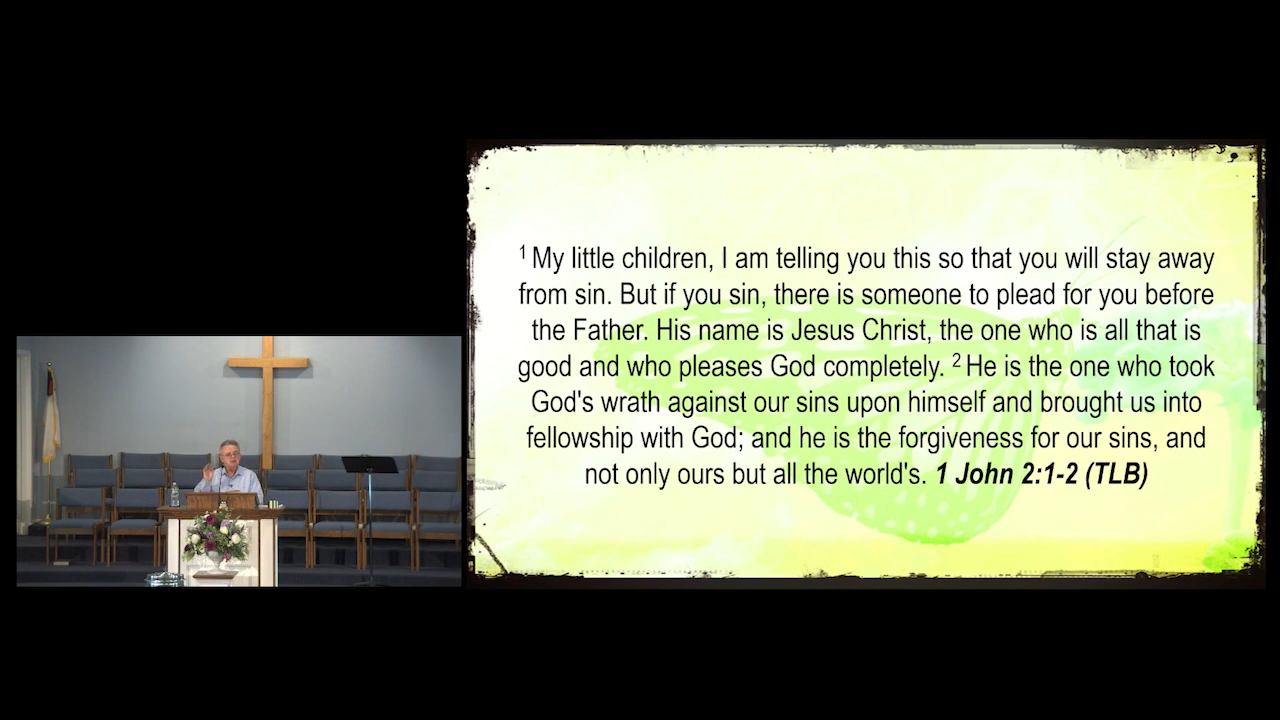 1 My little children, I am telling you this so that you will stay away
from sin. But if you sin, there is someone to plead for you before
the Father. His name is Jesus Christ, the one who is all that is
good and who pleases God completely. 2 He is the one who took
God's wrath against our sins upon himself and brought us into
fellowship with God; and he is the forgiveness for our sins, and
not only ours but all the world's. 1 John 2:1-2 (TLB)